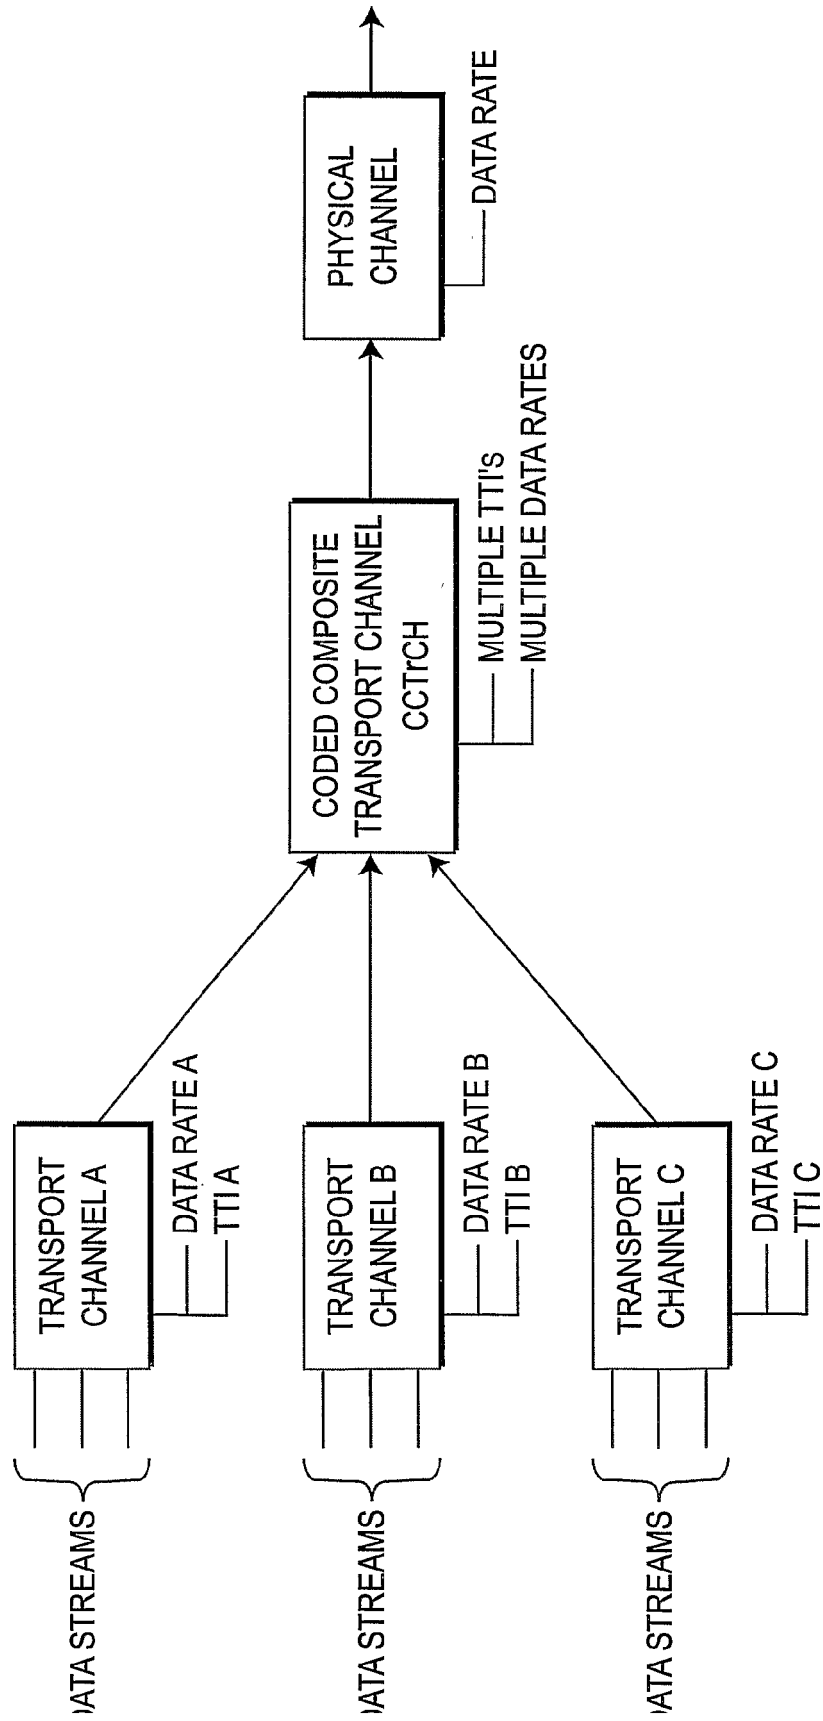 DATA STREAMS
TRANSPORT
CHANNEL A
DATA RATE A
TTI A
DATA STREAMS
TRANSPORT
CHANNEL B
DATA RATE B
TTI B
DATA STREAMS
TRANSPORT
CHANNEL C
DATA RATE C
TTI C
CODED COMPOSITE
TRANSPORT CHANNEL
CCTrCH
MULTIPLE TTI's
MULTIPLE DATA RATES
PHYSICAL
CHANNEL
DATA RATE